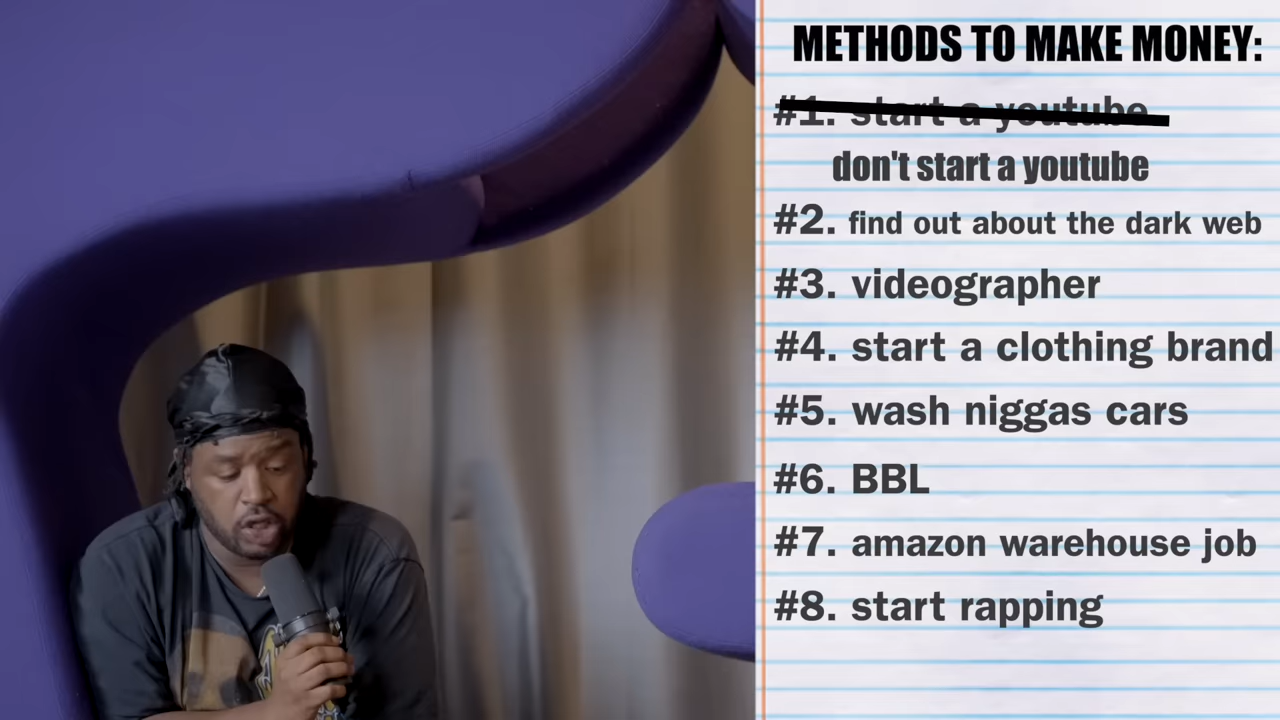 METHODS TO MAKE MONEY:
#1. start a youtube
don't start a youtube
#2. find out about the dark web
#3. videographer
#4. start a clothing brand
#5. wash niggas cars
#6. BBL
#7. amazon warehouse job
#8. start rapping